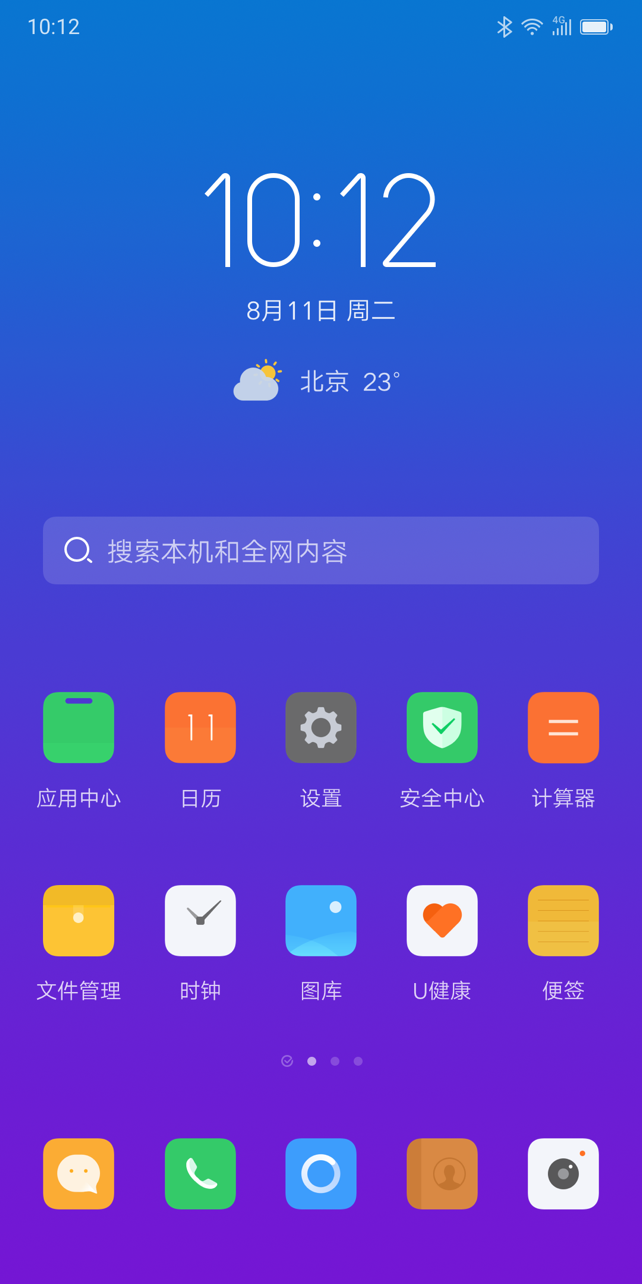 10:12
4G
10:12
8月11日 周二
北京 23°
搜索本机和全网内容
11
应用中心 日历 设置 安全中心 计算器
文件管理 时钟 图库 U健康 便签